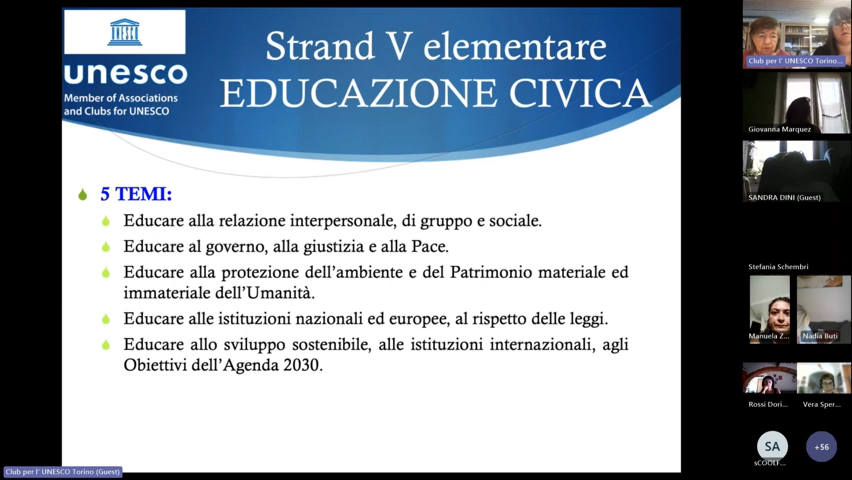 unesco
Member of Associations
and Clubs for UNESCO
Strand V elementare
EDUCAZIONE CIVICA
5 TEMI:
Educare alla relazione interpersonale, di gruppo e sociale.
Educare al governo, alla giustizia e alla Pace.
Educare alla protezione dell'ambiente e del Patrimonio materiale ed
immateriale dell'Umanità.
Educare alle istituzioni nazionali ed europee, al rispetto delle leggi.
Educare allo sviluppo sostenibile, alle istituzioni internazionali, agli
Obiettivi dell'Agenda 2030.
Club per l' UNESCO Torino (Guest)
Club per l' UNESCO Torino...
Giovanna Marquez
SANDRA DINI (Guest)
Stefania Schembri
Manuela Z...
Nadia Buti
Rossi Dori...
Vera Sper...
SA
+56
sCOOLF...